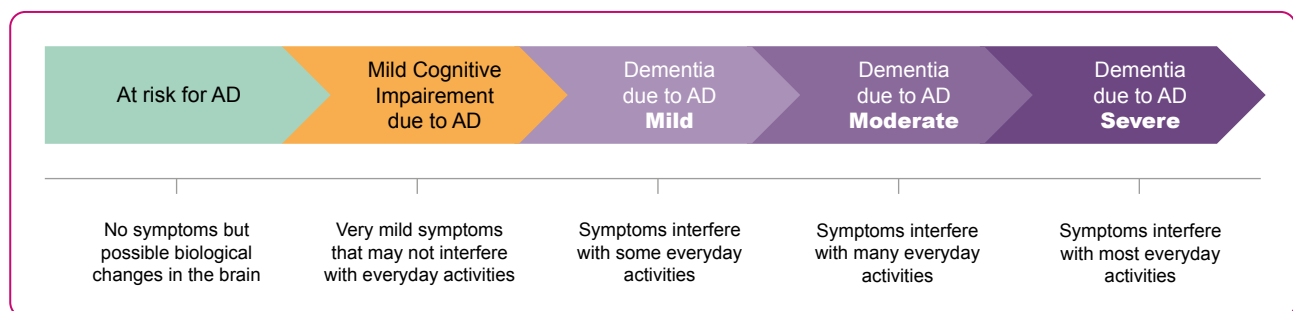 At risk for AD
Mild Cognitive
Impairement
due to AD
Dementia
due to AD
Mild
Dementia
due to AD
Moderate
Dementia
due to AD
Severe
No symptoms but
possible biological
changes in the brain
Very mild symptoms
that may not interfere
with everyday activities
Symptoms interfere
with some everyday
activities
Symptoms interfere
with many everyday
activities
Symptoms interfere
with most everyday
activities